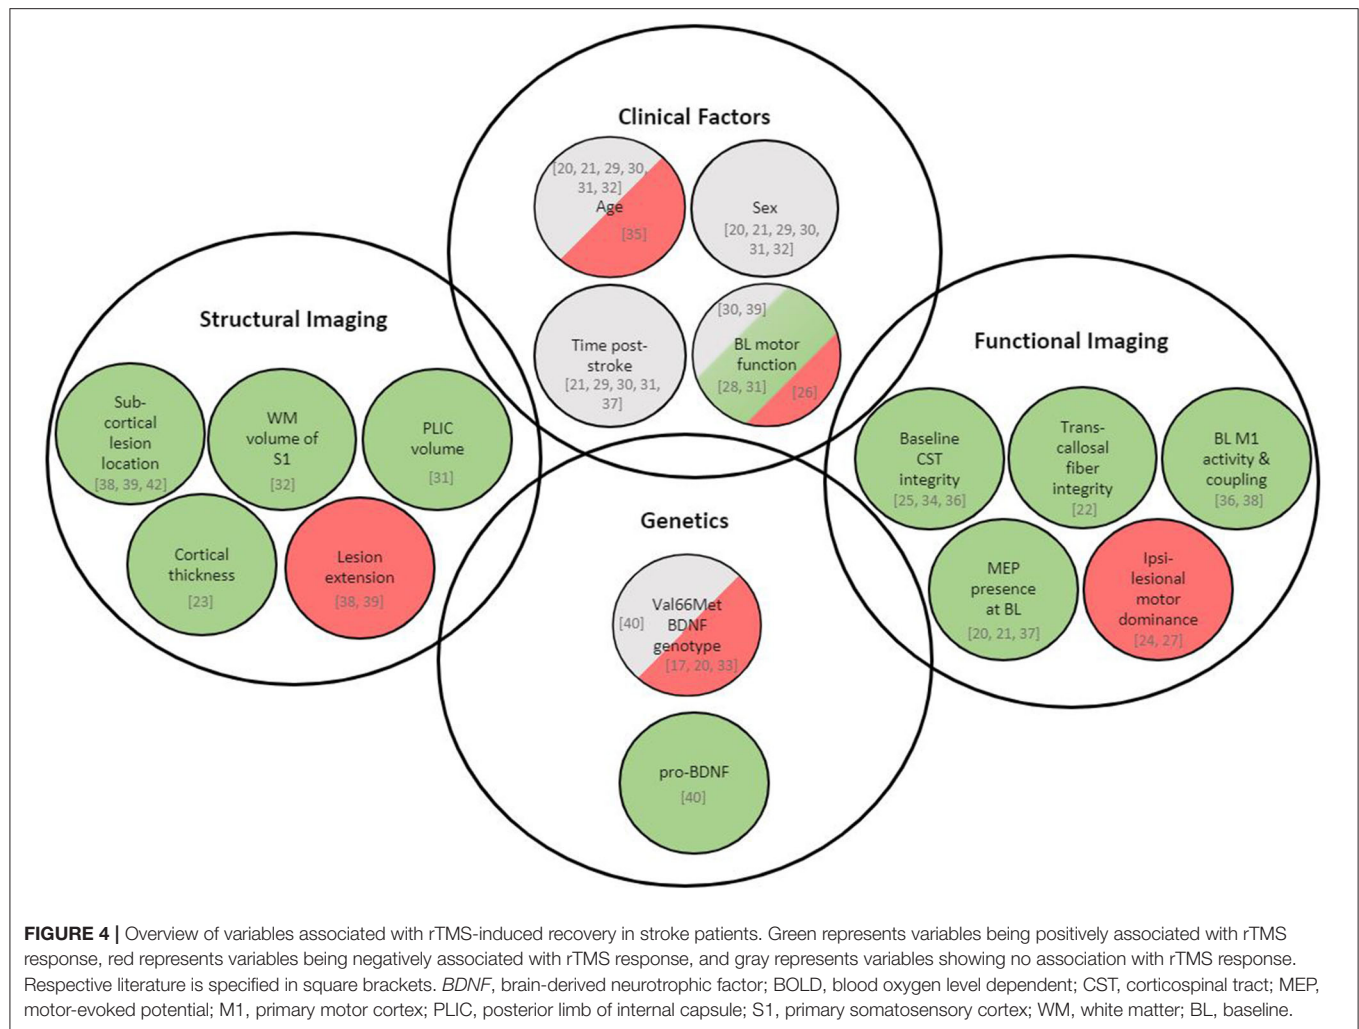 Clinical Factors
[20, 21, 29, 30,
31, 32]
Age
[35]
Sex
[20, 21, 29, 30,
31, 32]
Time post-
stroke
[21, 29, 30, 31,
37]
[30, 39]
BL motor
function
[28, 31]
[26]
Structural Imaging
Sub-
cortical
lesion
location
[38, 39, 42]
WM
volume of
S1
[32]
PLIC
volume
[31]
Cortical
thickness
[23]
Lesion
extension
[38, 39]
Functional Imaging
Baseline
CST
integrity
[25, 34, 36]
Trans-
callosal
fiber
integrity
[22]
BL M1
activity &
coupling
[36, 38]
MEP
presence
at BL
[20, 21, 37]
Ipsi-
lesional
motor
dominance
[24, 27]
Genetics
Val66Met
BDNF
[40]
genotype
[17, 20, 33]
pro-BDNF
[40]
FIGURE 4 | Overview of variables associated with rTMS-induced recovery in stroke patients. Green represents variables being positively associated with rTMS
response, red represents variables being negatively associated with rTMS response, and gray represents variables showing no association with rTMS response.
Respective literature is specified in square brackets. BDNF, brain-derived neurotrophic factor; BOLD, blood oxygen level dependent; CST, corticospinal tract; MEP,
motor-evoked potential; M1, primary motor cortex; PLIC, posterior limb of internal capsule; S1, primary somatosensory cortex; WM, white matter; BL, baseline.